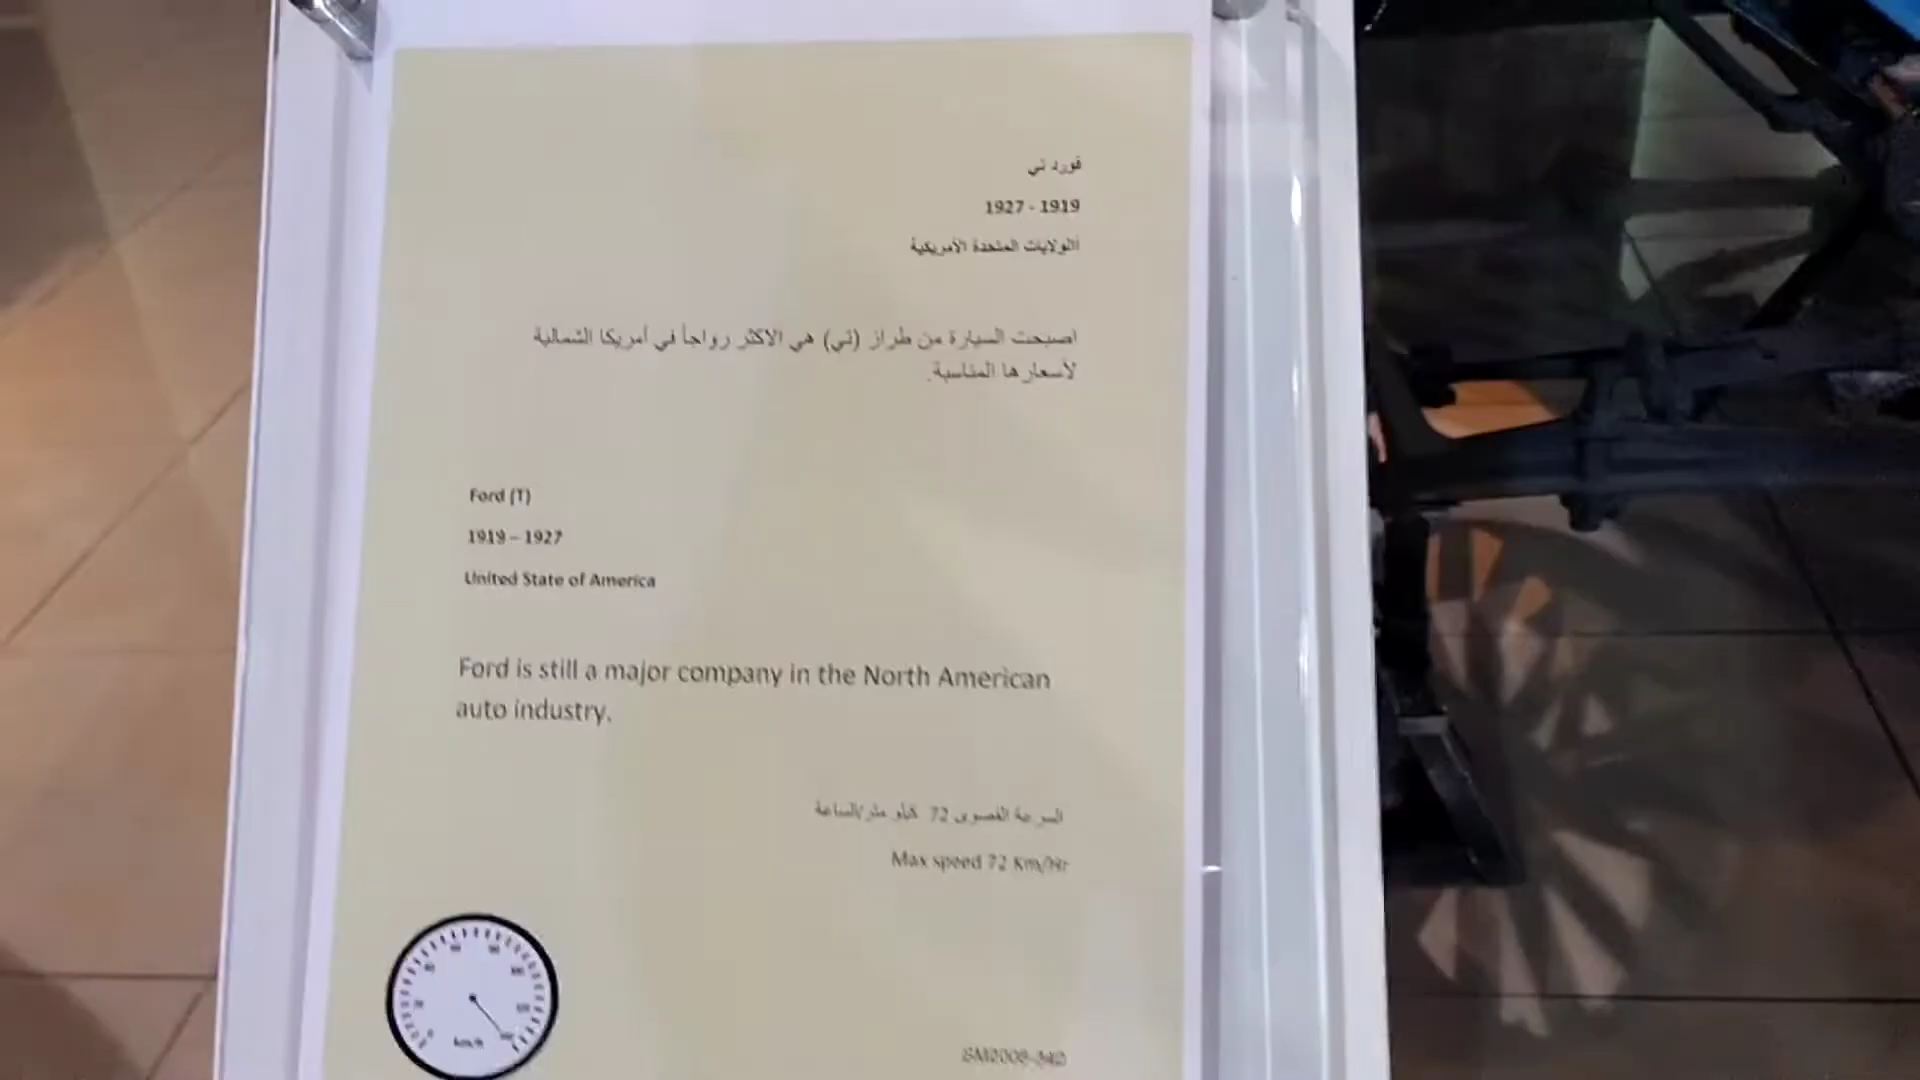 فورد تي
1919 - 1927
الولايات المتحدة الأمريكية
اصبحت السيارة من طراز (تي) هي الاكثر رواجاً في أمريكا الشمالية
لأسعارها المناسبة.
Ford (T)
1919 – 1927
United State of America
Ford is still a major company in the North American
auto industry.
السرعة القصوى 72 كيلو متر/الساعة
Max speed 72 Km/Hr
km/h
SM2008-340